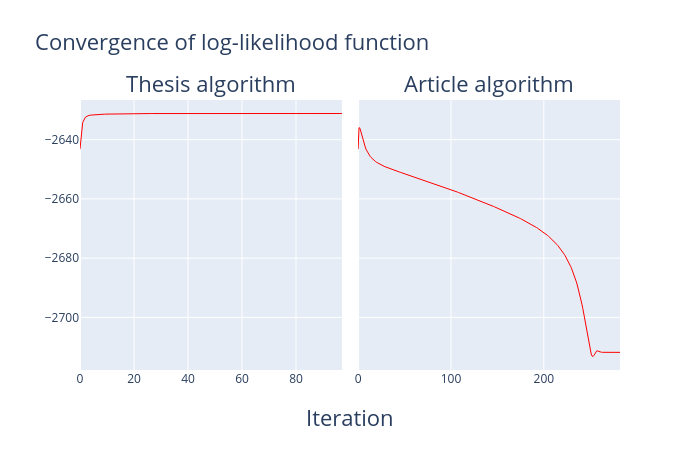 Convergence of log-likelihood function
Thesis algorithm
Article algorithm
−2640
−2660
−2680
−2700
0 20 40 60 80
0 100 200
Iteration